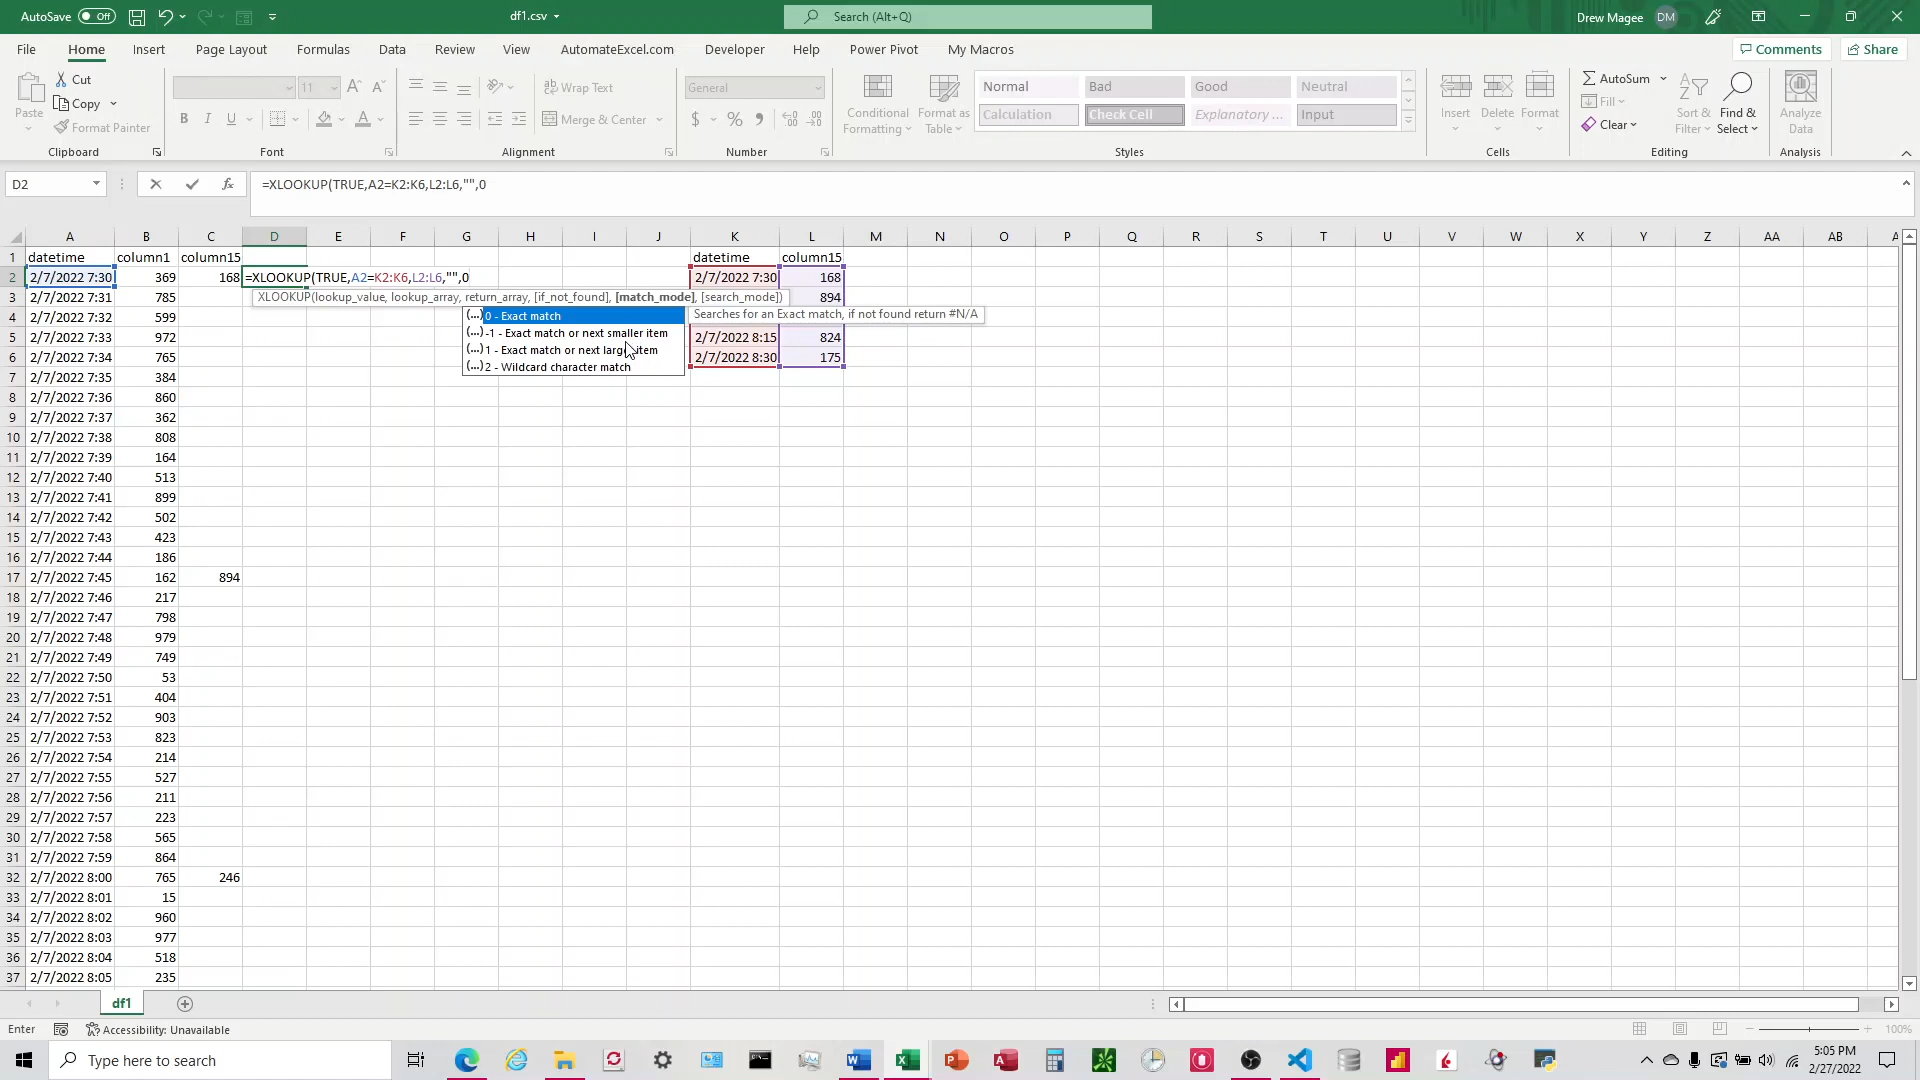 AutoSave Off df1.csv Search (Alt+Q) Drew Magee DM
File Home Insert Page Layout Formulas Data Review View AutomateExcel.com Developer Help Power Pivot My Macros Comments Share
Paste Cut Copy Format Painter Clipboard
11 A A B I U A Font
Wrap Text Merge & Center Alignment
General $ % Number
Conditional Formatting Format as Table Normal Bad Good Neutral Calculation Check Cell Explanatory ... Input Styles
Insert Delete Format Cells
AutoSum Fill Clear Sort & Filter Find & Select Editing
Analyze Data Analysis
D2 fx =XLOOKUP(TRUE,A2=K2:K6,L2:L6,"",0
A B C D E F G H I J K L M N O P Q R S T U V W X Y Z AA AB A
1 datetime column1 column15 datetime column15
2 2/7/2022 7:30 369 168 =XLOOKUP(TRUE,A2=K2:K6,L2:L6,"",0 2/7/2022 7:30 168
3 2/7/2022 7:31 785 XLOOKUP(lookup_value, lookup_array, return_array, [if_not_found], [match_mode], [search_mode]) 894
4 2/7/2022 7:32 599 (...) 0 - Exact match Searches for an Exact match, if not found return #N/A
(...) -1 - Exact match or next smaller item
5 2/7/2022 7:33 972 2/7/2022 8:15 824
(...) 1 - Exact match or next larger item
6 2/7/2022 7:34 765 2/7/2022 8:30 175
(...) 2 - Wildcard character match
7 2/7/2022 7:35 384
8 2/7/2022 7:36 860
9 2/7/2022 7:37 362
10 2/7/2022 7:38 808
11 2/7/2022 7:39 164
12 2/7/2022 7:40 513
13 2/7/2022 7:41 899
14 2/7/2022 7:42 502
15 2/7/2022 7:43 423
16 2/7/2022 7:44 186
17 2/7/2022 7:45 162 894
18 2/7/2022 7:46 217
19 2/7/2022 7:47 798
20 2/7/2022 7:48 979
21 2/7/2022 7:49 749
22 2/7/2022 7:50 53
23 2/7/2022 7:51 404
24 2/7/2022 7:52 903
25 2/7/2022 7:53 823
26 2/7/2022 7:54 214
27 2/7/2022 7:55 527
28 2/7/2022 7:56 211
29 2/7/2022 7:57 223
30 2/7/2022 7:58 565
31 2/7/2022 7:59 864
32 2/7/2022 8:00 765 246
33 2/7/2022 8:01 15
34 2/7/2022 8:02 960
35 2/7/2022 8:03 977
36 2/7/2022 8:04 518
37 2/7/2022 8:05 235
df1
Enter Accessibility: Unavailable 100%
Type here to search 5:05 PM
2/27/2022